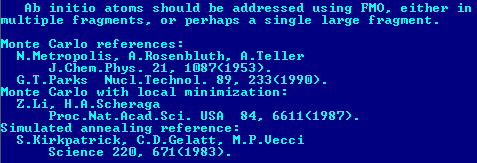 Ab initio atoms should be addressed using FMO, either in
multiple fragments, or perhaps a single large fragment.
Monte Carlo references:
N.Metropolis, A.Rosenbluth, A.Teller
J.Chem.Phys. 21, 1087(1953).
G.T.Parks Nucl.Technol. 89, 233(1990).
Monte Carlo with local minimization:
Z.Li, H.A.Scheraga
Proc.Nat.Acad.Sci. USA 84, 6611(1987).
Simulated annealing reference:
S.Kirkpatrick, C.D.Gelatt, M.P.Vecci
Science 220, 671(1983).